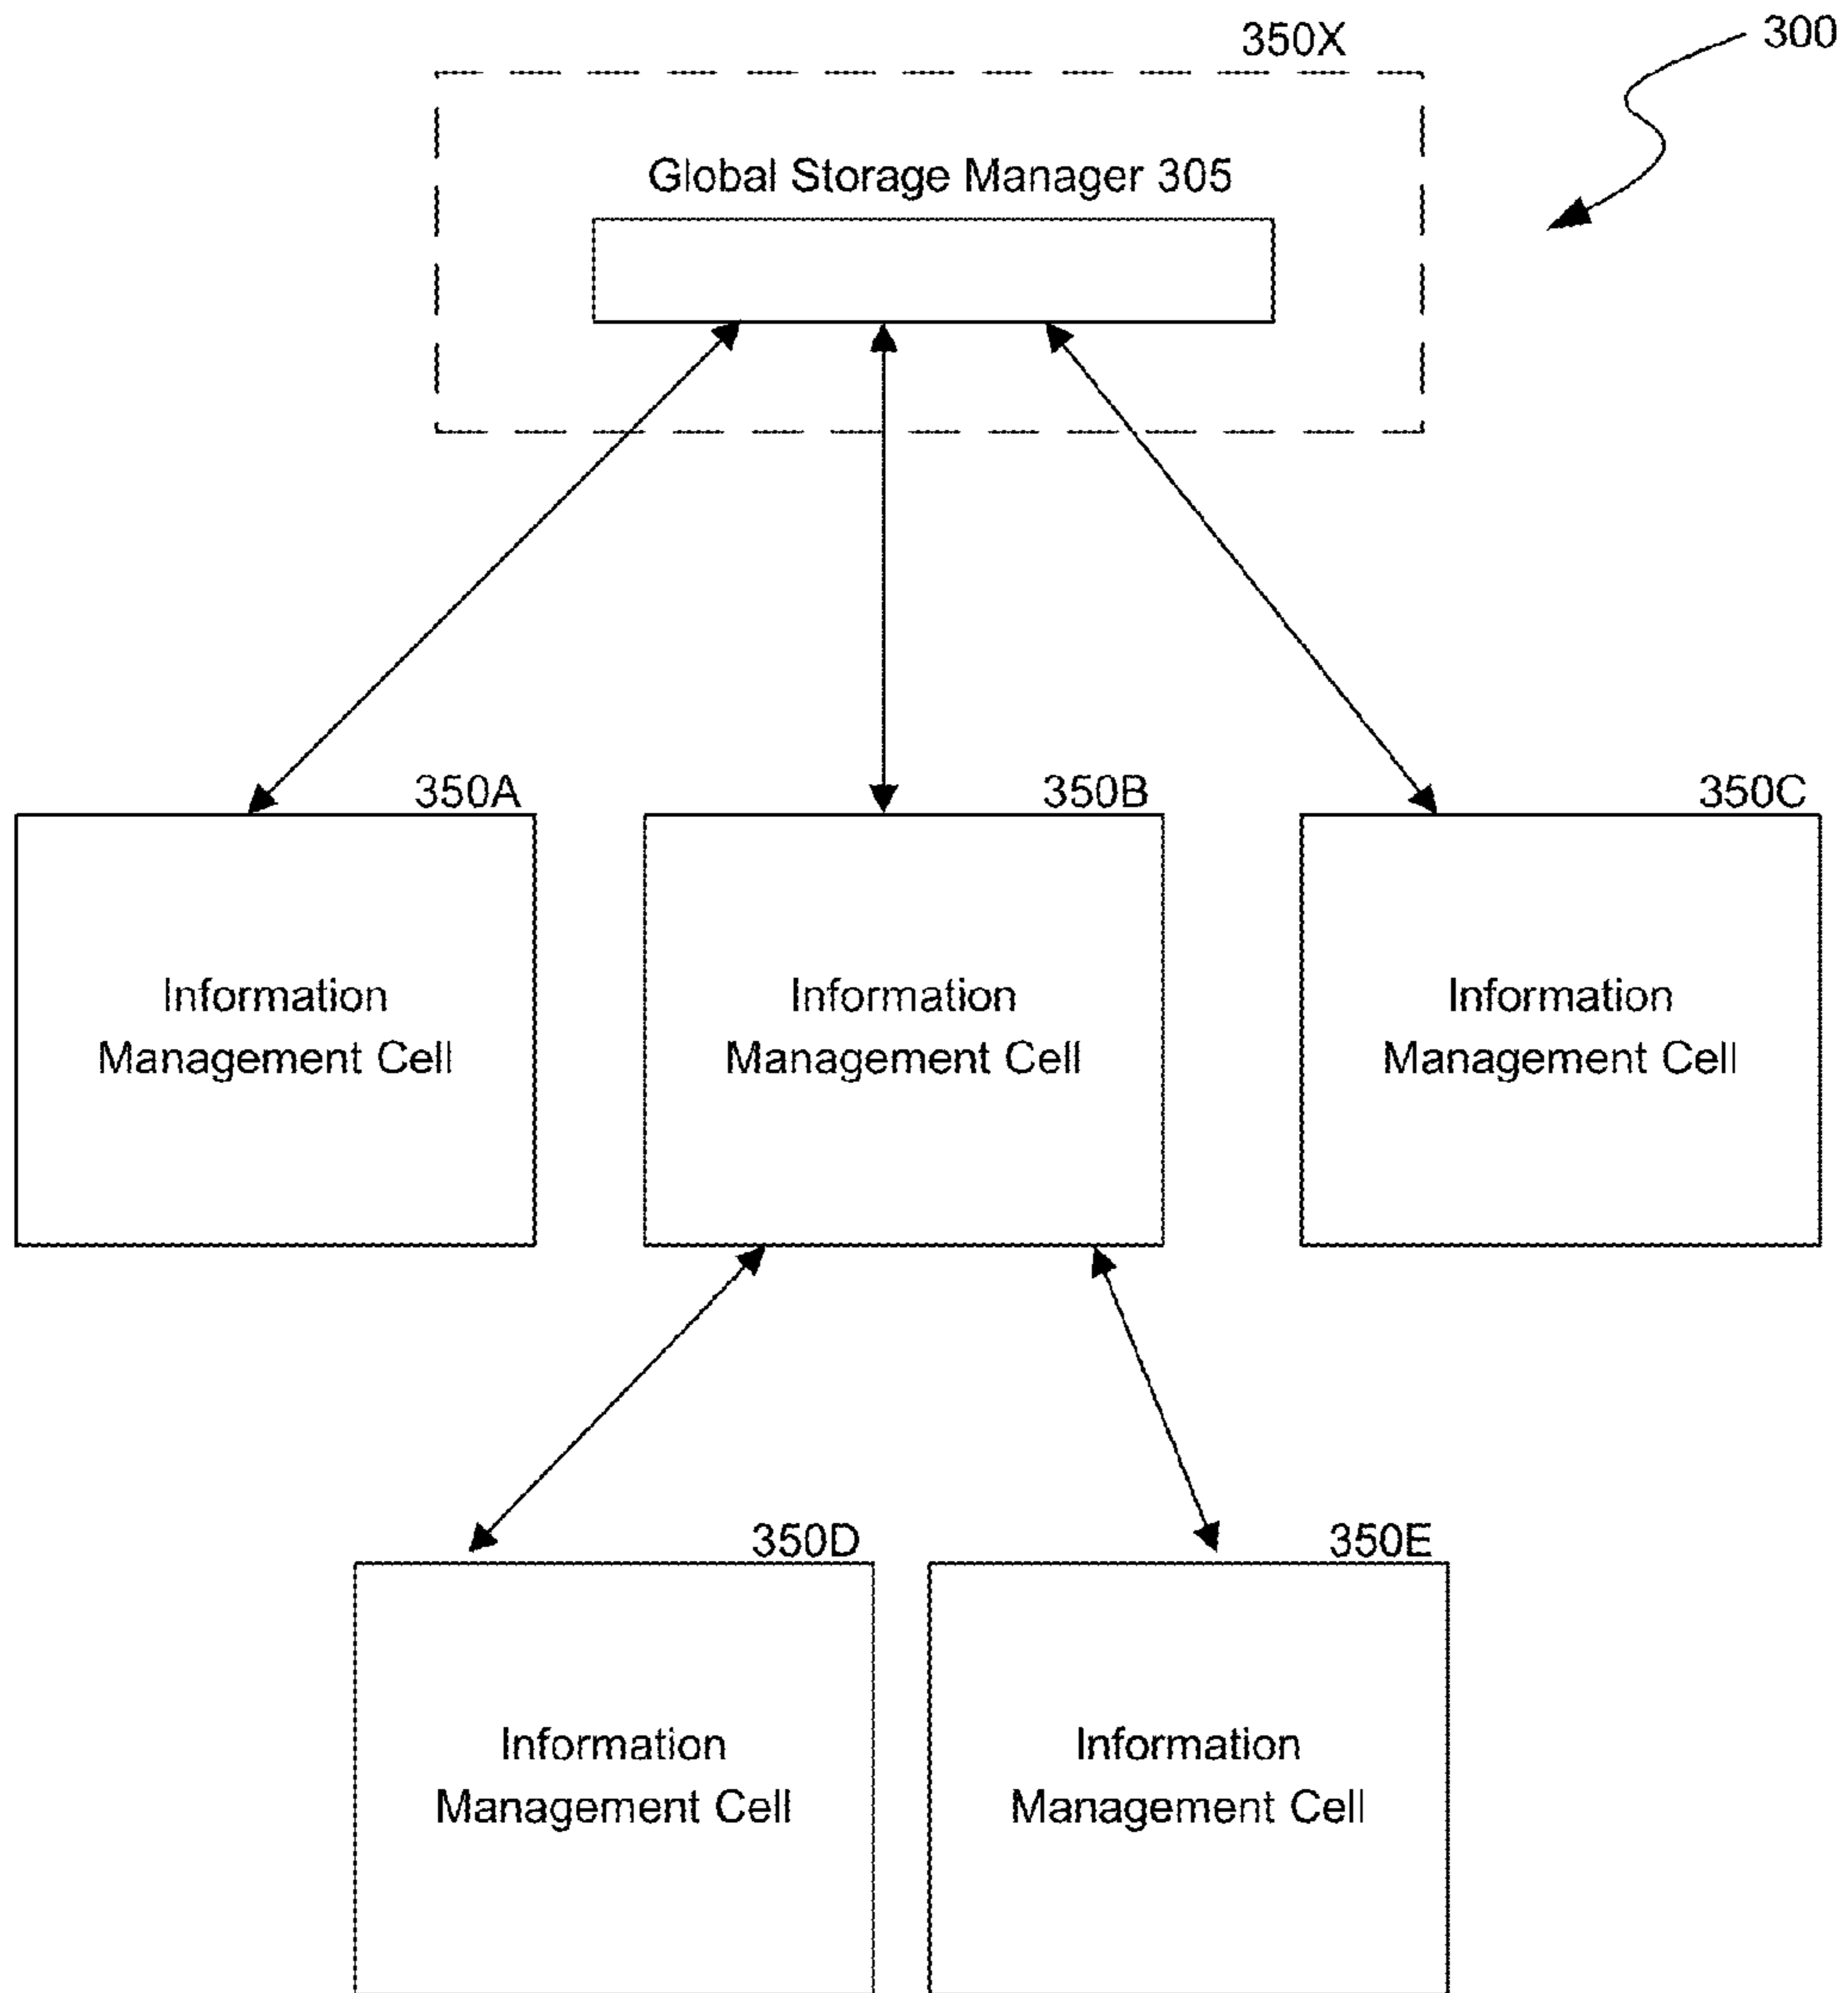 300
350X
Global Storage Manager 305
350A
350B
350C
Information
Management Cell
Information
Management Cell
Information
Management Cell
350D
350E
Information
Management Cell
Information
Management Cell